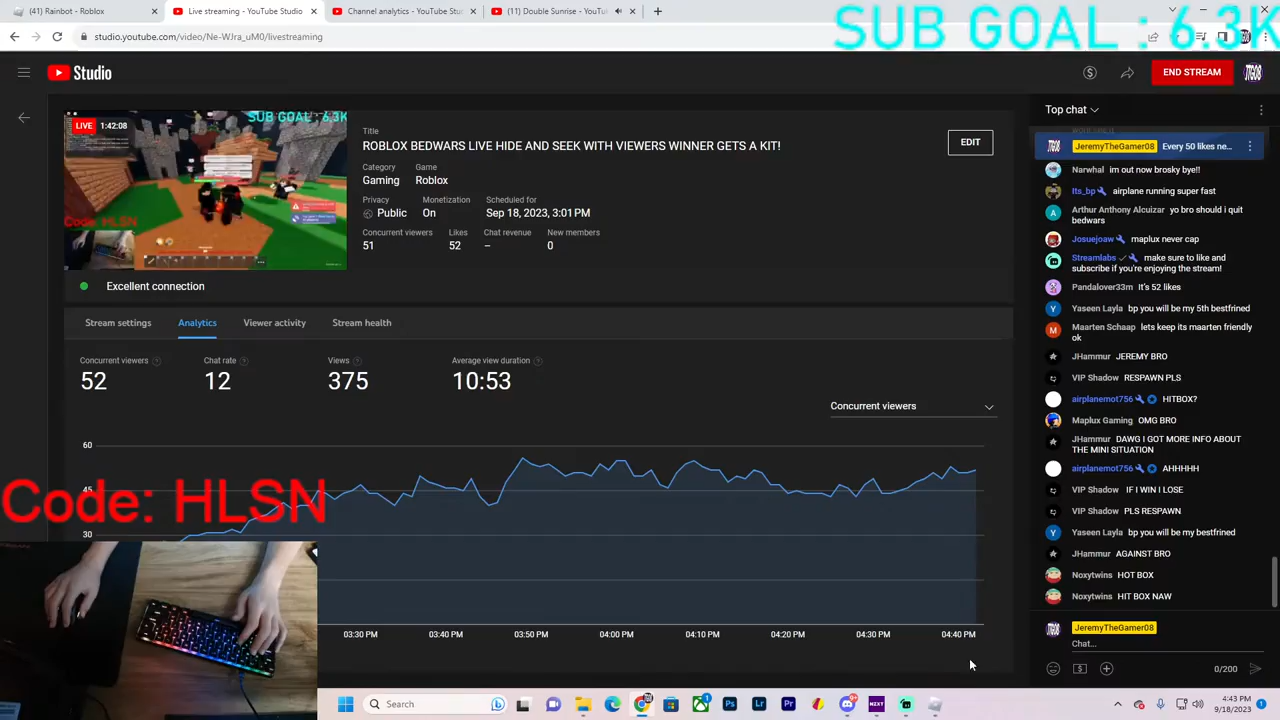 (41) Rainbot - Roblox
Live streaming - YouTube Studio
Channel analytics - YouTube Stud
(11) Double Sunrise - YouTu
studio.youtube.com/video/Ne-WJra_uM0/livestreaming
SUB GOAL : 6.3K
Studio
END STREAM
LIVE 1:42:08
SUB GOAL : 6.3K
Code: HLSN
Title
ROBLOX BEDWARS LIVE HIDE AND SEEK WITH VIEWERS WINNER GETS A KIT!
EDIT
Category Game
Gaming Roblox
Privacy Monetization Scheduled for
Public On Sep 18, 2023, 3:01 PM
Concurrent viewers Likes Chat revenue New members
51 52 – 0
Excellent connection
Stream settings Analytics Viewer activity Stream health
Concurrent viewers Chat rate Views Average view duration
52 12 375 10:53
Concurrent viewers
60
45
30
03:30 PM 03:40 PM 03:50 PM 04:00 PM 04:10 PM 04:20 PM 04:30 PM 04:40 PM
Code: HLSN
Top chat
JeremyTheGamer08 Every 50 likes ne...
Narwhal im out now brosky bye!!
Its_bp airplane running super fast
Arthur Anthony Alcuizar yo bro should i quit
bedwars
Josuejoaw maplux never cap
Streamlabs make sure to like and
subscribe if you're enjoying the stream!
Pandalover33m It's 52 likes
Yaseen Layla bp you will be my 5th bestfrined
Maarten Schaap lets keep its maarten friendly
ok
JHammur JEREMY BRO
VIP Shadow RESPAWN PLS
airplanemot756 HITBOX?
Maplux Gaming OMG BRO
JHammur DAWG I GOT MORE INFO ABOUT
THE MINI SITUATION
airplanemot756 AHHHHH
VIP Shadow IF I WIN I LOSE
VIP Shadow PLS RESPAWN
Yaseen Layla bp you will be my bestfrined
JHammur AGAINST BRO
Noxytwins HOT BOX
Noxytwins HIT BOX NAW
JeremyTheGamer08
Chat...
0/200
Search
4:43 PM
9/18/2023